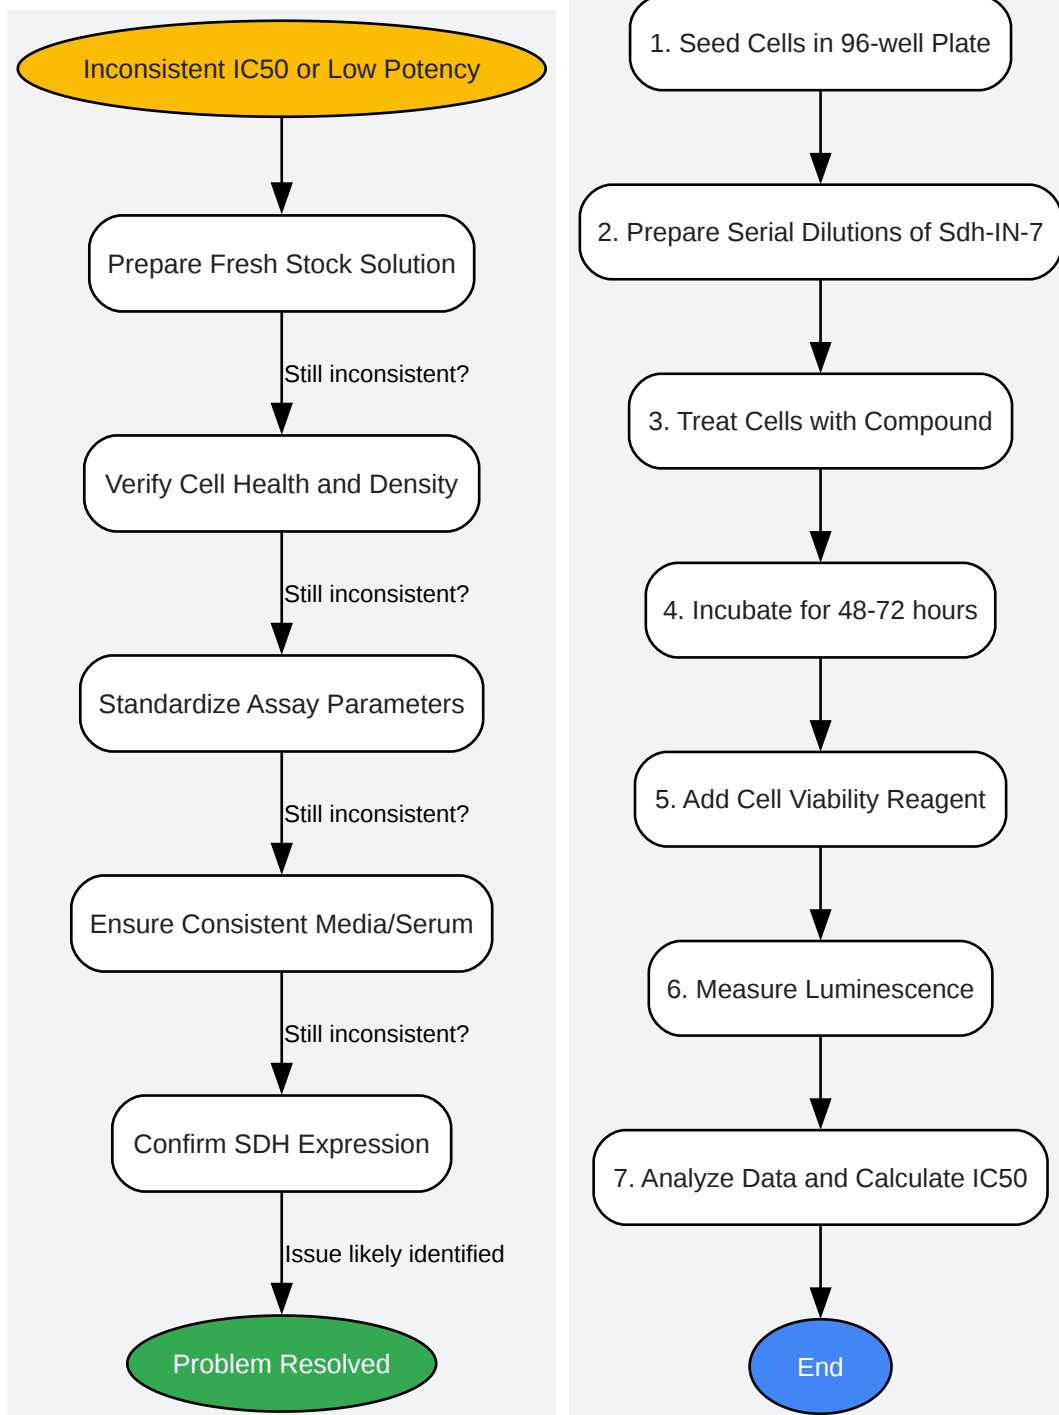 Inconsistent IC50 or Low Potency
Prepare Fresh Stock Solution
Still inconsistent?
Verify Cell Health and Density
Still inconsistent?
Standardize Assay Parameters
Still inconsistent?
Ensure Consistent Media/Serum
Still inconsistent?
Confirm SDH Expression
Issue likely identified
Problem Resolved
1. Seed Cells in 96-well Plate
2. Prepare Serial Dilutions of Sdh-IN-7
3. Treat Cells with Compound
4. Incubate for 48-72 hours
5. Add Cell Viability Reagent
6. Measure Luminescence
7. Analyze Data and Calculate IC50
End